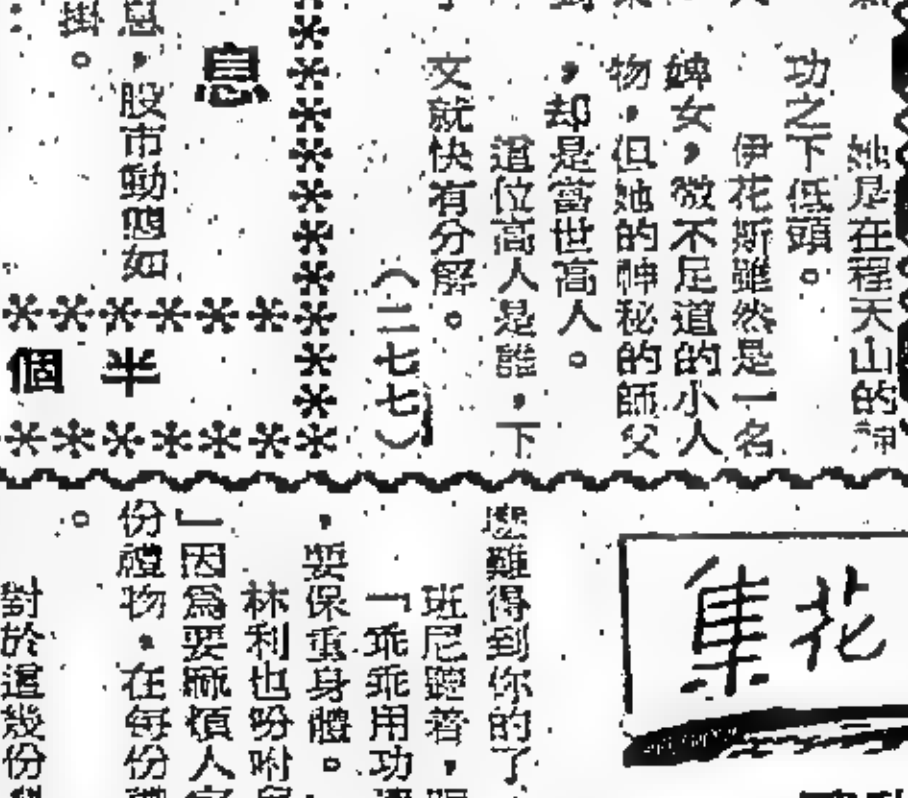 她是在程天山的神
功之下低頭。
伊花斯雖然是一名
婢女,微不足道的小人
物,但她的神秘的師父
,却是當世高人。
這位高人是誰,下
文就快有分解。
(二七七)
息
息,股市動態如
掛。
半個
花集
難得到你的了
班尼聽着,
「乖乖用功
,要保重身體。
林利也吩咐
」因爲要麻煩人
份禮物,在每份
。
對於這幾份